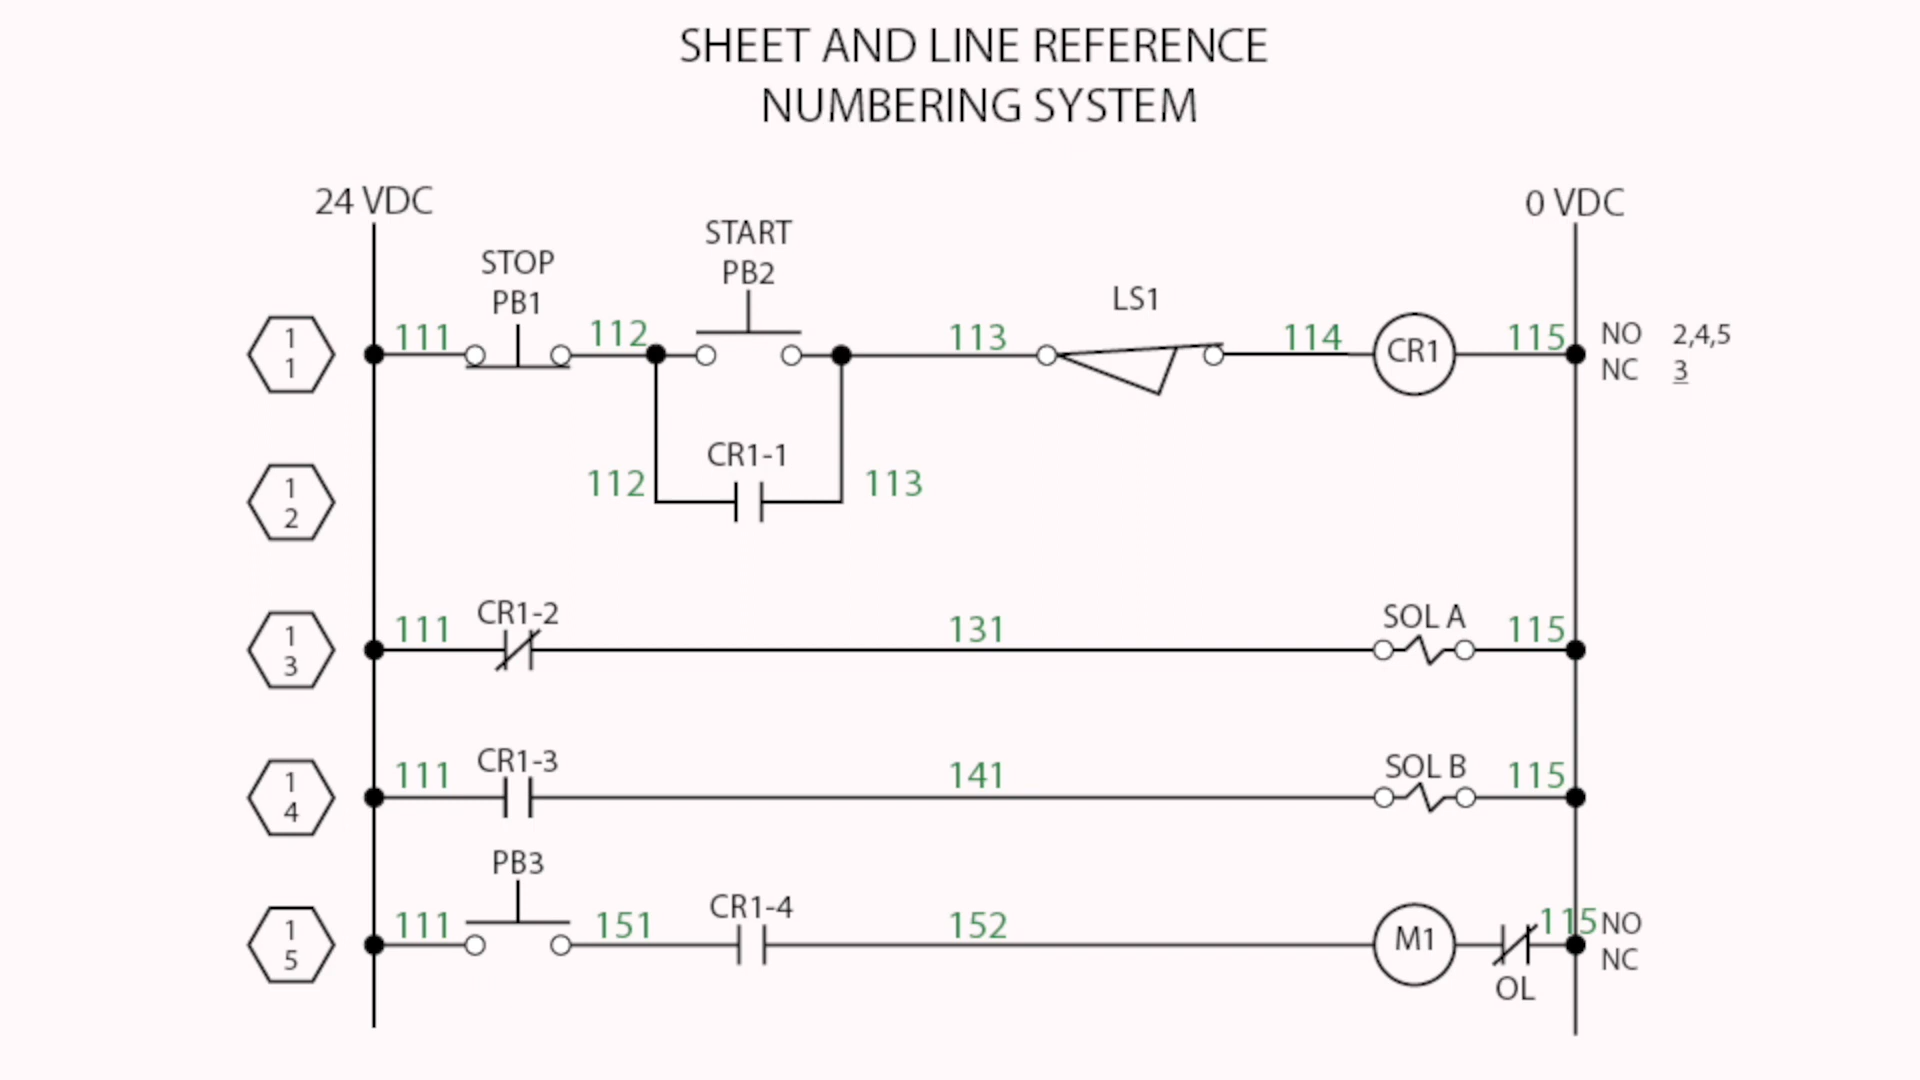 SHEET AND LINE REFERENCE
NUMBERING SYSTEM
24 VDC
0 VDC
STOP
PB1
START
PB2
LS1
1
1
111
112
113
114
CR1
115
NO 2,4,5
NC 3
1
2
112
CR1-1
113
1
3
111
CR1-2
131
SOL A
115
1
4
111
CR1-3
141
SOL B
115
PB3
1
5
111
151
CR1-4
152
M1
OL
115
NO
NC